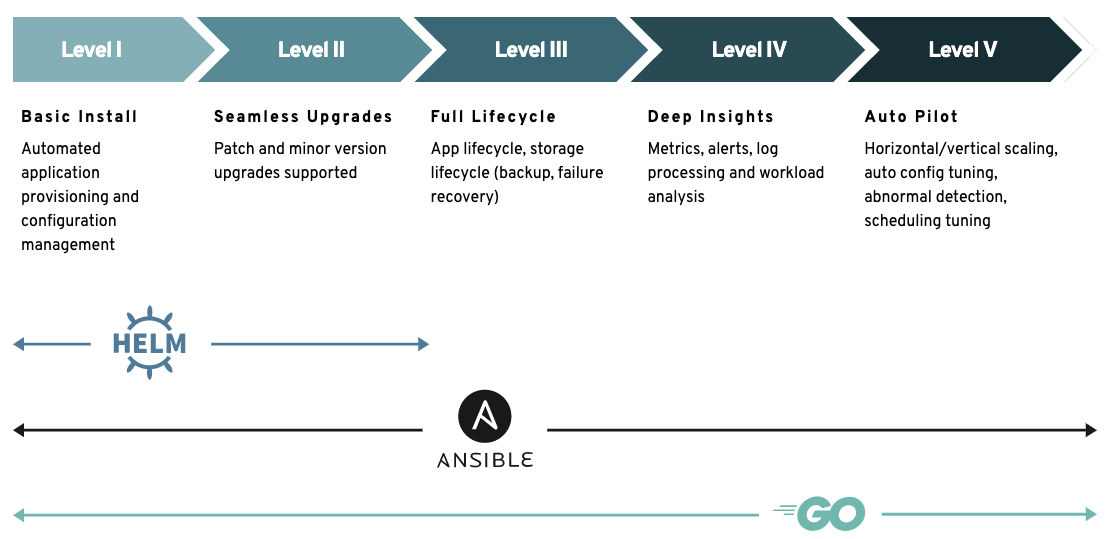 Level I
Level II
Level III
Level IV
Level V
Basic Install
Automated
application
provisioning and
configuration
management
Seamless Upgrades
Patch and minor version
upgrades supported
Full Lifecycle
App lifecycle, storage
lifecycle (backup, failure
recovery)
Deep Insights
Metrics, alerts, log
processing and workload
analysis
Auto Pilot
Horizontal/vertical scaling,
auto config tuning,
abnormal detection,
scheduling tuning
HELM
A
ANSIBLE
GO